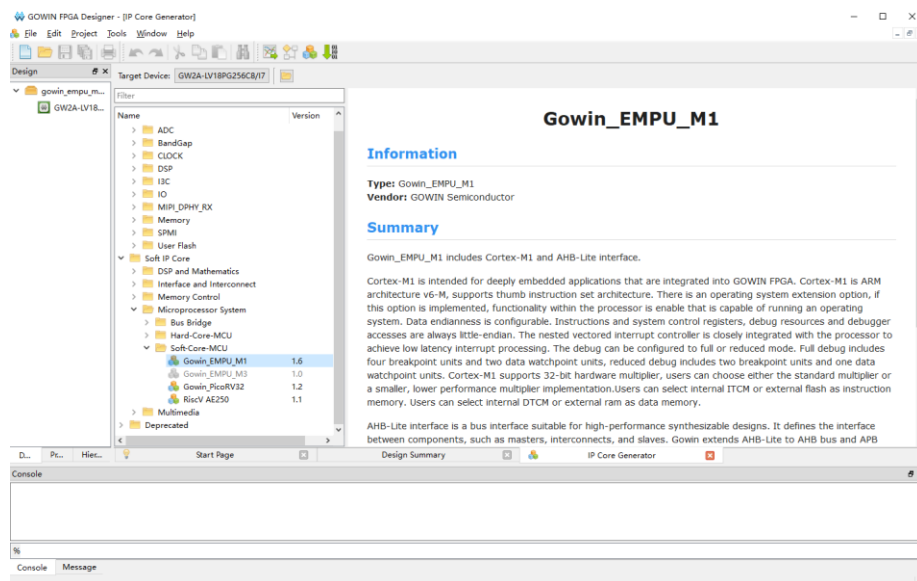 GOWIN FPGA Designer - [IP Core Generator]
File Edit Project Tools Window Help
Design
Target Device: GW2A-LV18PG256C8/I7
gowin_empu_m...
GW2A-LV18...
Filter
Name Version
ADC
BandGap
CLOCK
DSP
I3C
IO
MIPI_DPHY_RX
Memory
SPMI
User Flash
Soft IP Core
DSP and Mathematics
Interface and Interconnect
Memory Control
Microprocessor System
Bus Bridge
Hard-Core-MCU
Soft-Core-MCU
Gowin_EMPU_M1 1.6
Gowin_EMPU_M3 1.0
Gowin_PicoRV32 1.2
RiscV AE250 1.1
Multimedia
Deprecated
Gowin_EMPU_M1
Information
Type: Gowin_EMPU_M1
Vendor: GOWIN Semiconductor
Summary
Gowin_EMPU_M1 includes Cortex-M1 and AHB-Lite interface.
Cortex-M1 is intended for deeply embedded applications that are integrated into GOWIN FPGA. Cortex-M1 is ARM
architecture v6-M, supports thumb instruction set architecture. There is an operating system extension option, if
this option is implemented, functionality within the processor is enable that is capable of running an operating
system. Data endianness is configurable. Instructions and system control registers, debug resources and debugger
accesses are always little-endian. The nested vectored interrupt controller is closely integrated with the processor to
achieve low latency interrupt processing. The debug can be configured to full or reduced mode. Full debug includes
four breakpoint units and two data watchpoint units, reduced debug includes two breakpoint units and one data
watchpoint units. Cortex-M1 supports 32-bit hardware multiplier, users can choose either the standard multiplier or
a smaller, lower performance multiplier implementation.Users can select internal ITCM or external flash as instruction
memory. Users can select internal DTCM or external ram as data memory.
AHB-Lite interface is a bus interface suitable for high-performance synthesizable designs. It defines the interface
between components, such as masters, interconnects, and slaves. Gowin extends AHB-Lite to AHB bus and APB
D... Pr... Hier... Start Page Design Summary IP Core Generator
Console
%
Console Message